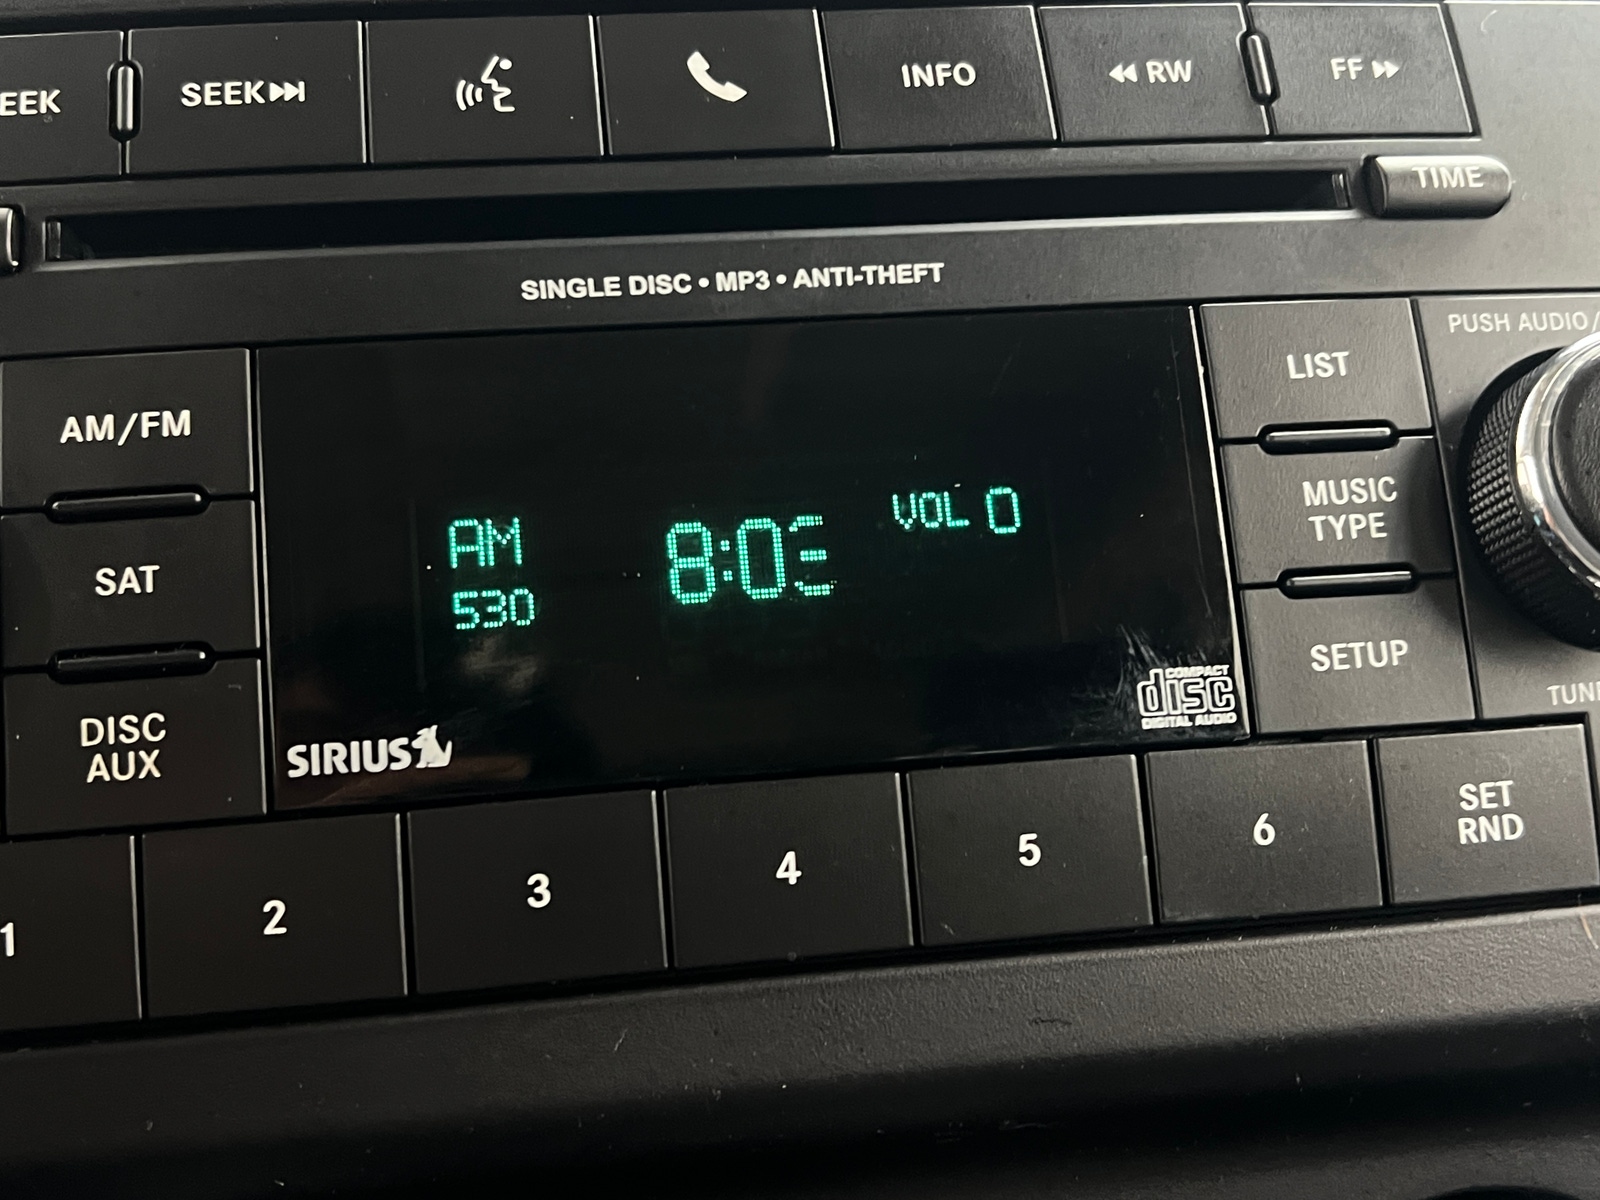 EEK
SEEK
INFO
RW
FF
TIME
SINGLE DISC • MP3 • ANTI-THEFT
PUSH AUDIO/
AM/FM
SAT
DISC
AUX
AM
530
VOL 0
SIRIUS
COMPACT
disc
DIGITAL AUDIO
LIST
MUSIC
TYPE
SETUP
TUNE
1
2
3
4
5
6
SET
RND